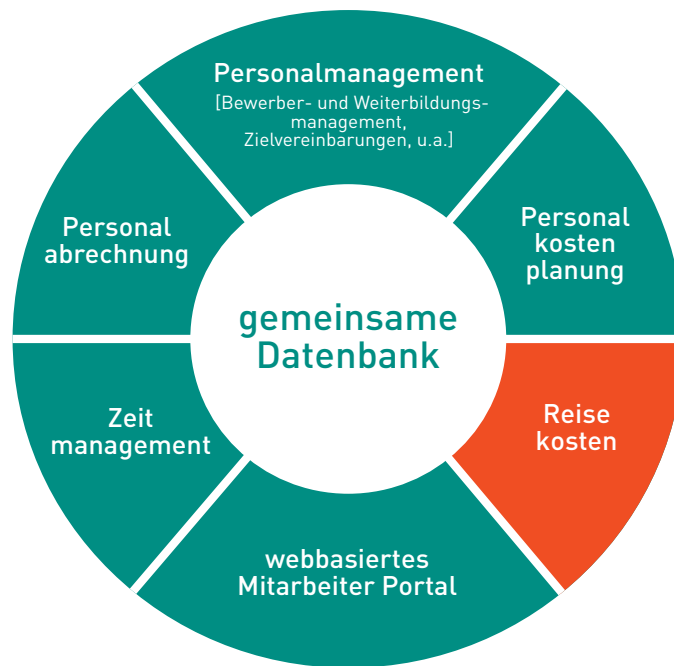 Personalmanagement
[Bewerber- und Weiterbildungs-
management,
Zielvereinbarungen, u.a.]
Personal
abrechnung
Personal
kosten
planung
gemeinsame
Datenbank
Zeit
management
Reise
kosten
webbasiertes
Mitarbeiter Portal